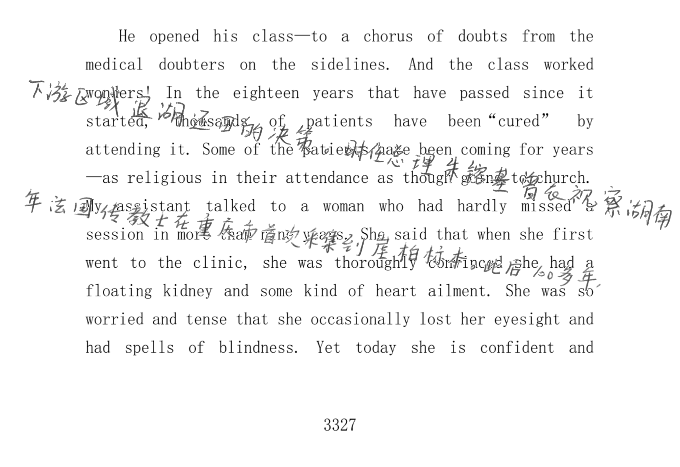 He opened his class—to a chorus of doubts from the
medical doubters on the sidelines. And the class worked
下游区域退湖还田的决策。时任总理朱镕基曾表视察湖南
wonders! In the eighteen years that have passed since it
started, thousands of patients have been“cured” by
attending it. Some of the patients have been coming for years
—as religious in their attendance as though going to church.
年法国传教士在重庆市首次采集到崖柏标本，此后100多年，
My assistant talked to a woman who had hardly missed a
session in more than nine years. She said that when she first
went to the clinic, she was thoroughly convinced she had a
floating kidney and some kind of heart ailment. She was so
worried and tense that she occasionally lost her eyesight and
had spells of blindness. Yet today she is confident and
3327